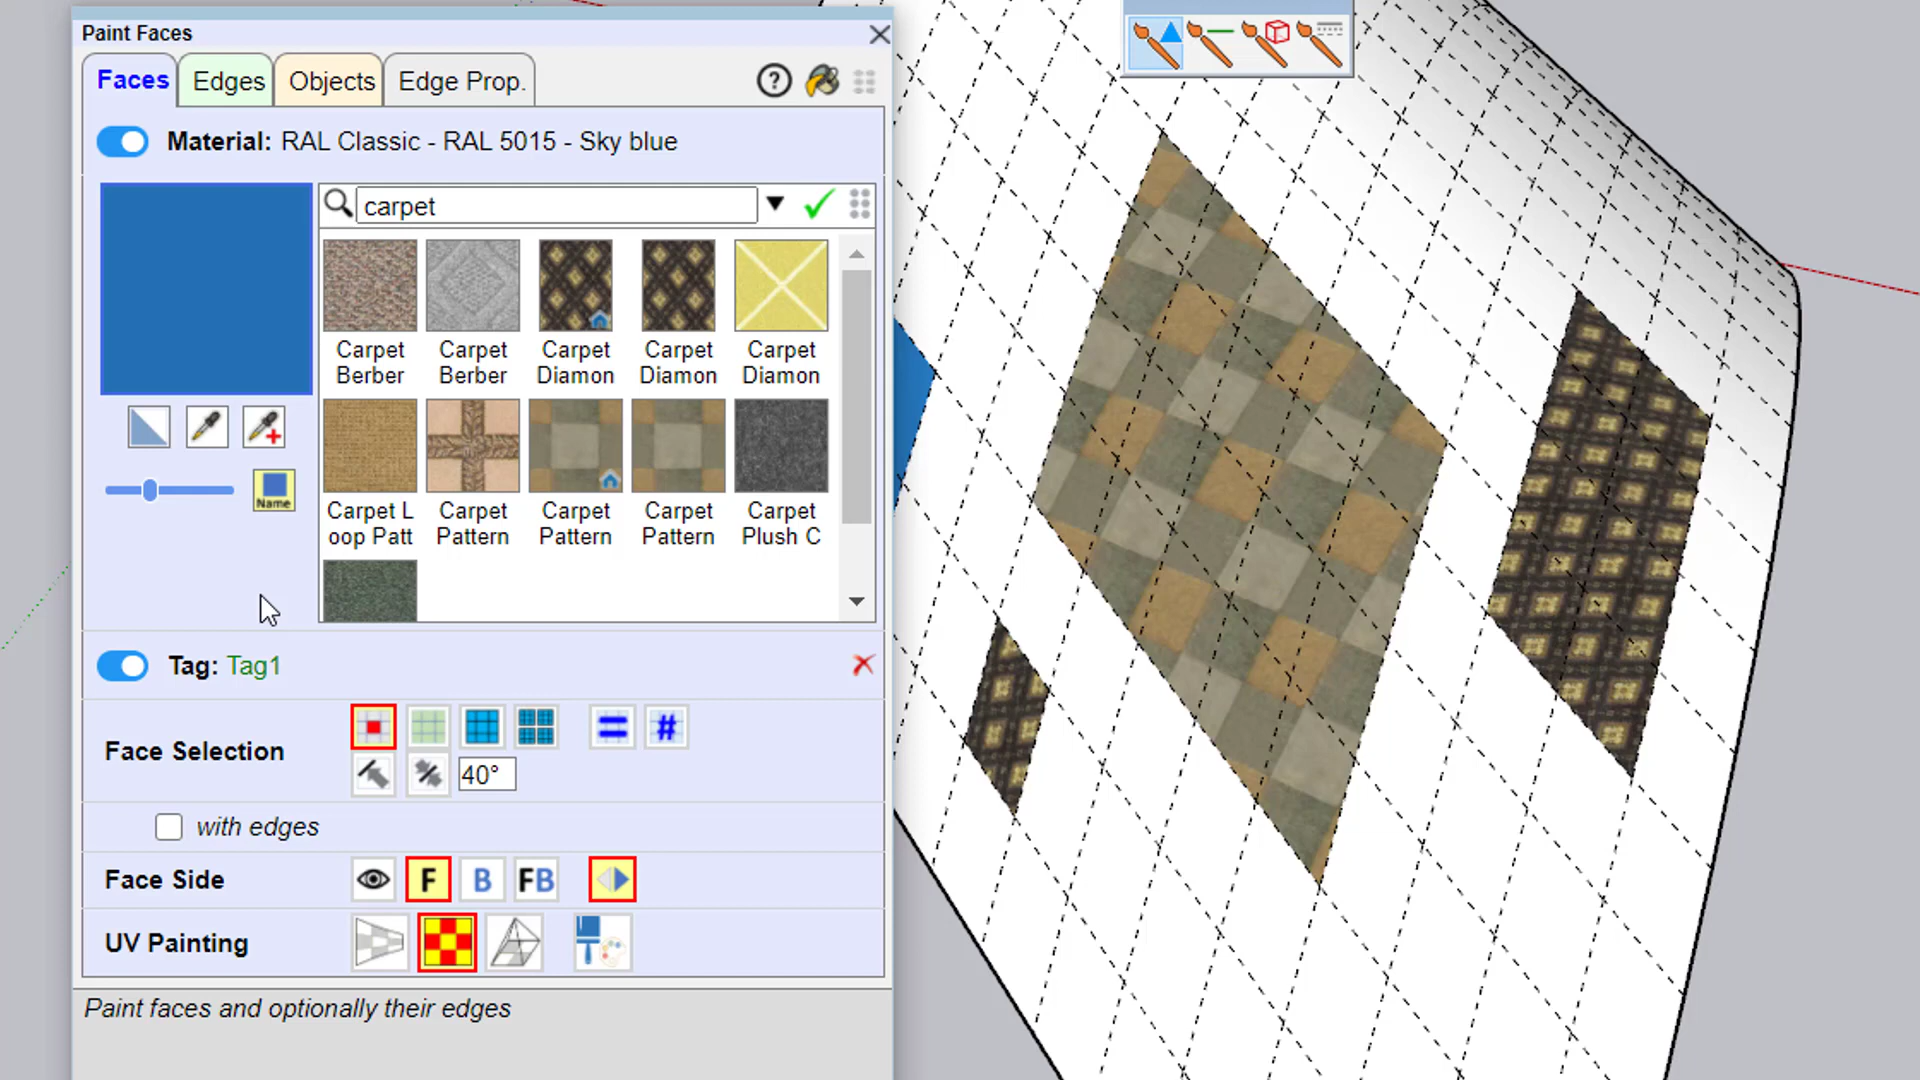 Paint Faces
Faces Edges Objects Edge Prop. ?
Material: RAL Classic - RAL 5015 - Sky blue
carpet
Carpet Berber
Carpet Berber
Carpet Diamon
Carpet Diamon
Carpet Diamon
Name
Carpet L oop Patt
Carpet Pattern
Carpet Pattern
Carpet Pattern
Carpet Plush C
Tag: Tag1
Face Selection
#
40°
with edges
Face Side F B FB
UV Painting
Paint faces and optionally their edges